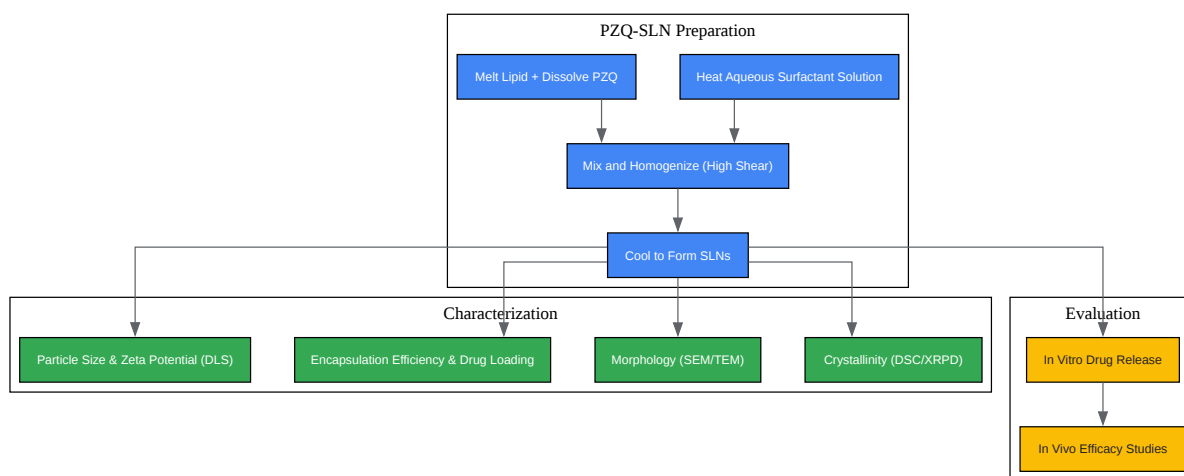 PZQ-SLN Preparation
Melt Lipid + Dissolve PZQ
Heat Aqueous Surfactant Solution
Mix and Homogenize (High Shear)
Cool to Form SLNs
Characterization
Evaluation
Particle Size & Zeta Potential (DLS)
Encapsulation Efficiency & Drug Loading
Morphology (SEM/TEM)
Crystallinity (DSC/XRPD)
In Vitro Drug Release
In Vivo Efficacy Studies